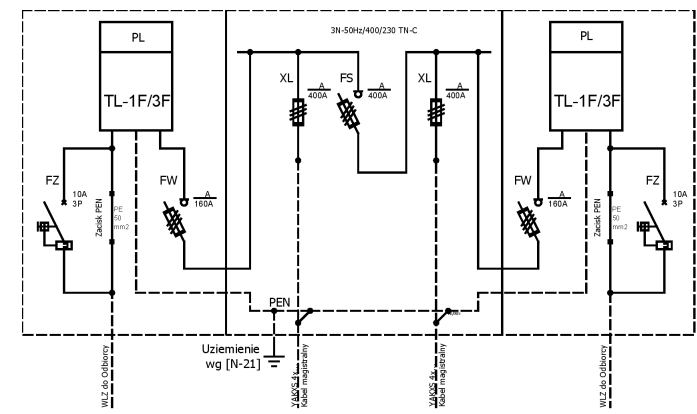 3N-50Hz/400/230 TN-C
PL
TL-1F/3F
XL
A
400A
FS
A
400A
XL
A
400A
PL
TL-1F/3F
FZ
10A
3P
Zacisk PEN
PE
50
mm2
FW
A
160A
FW
A
160A
Zacisk PEN
PE
50
mm2
FZ
10A
3P
PEN
Uziemienie
wg [N-21]
WLZ do Odbiorcy
YAKXS 4x
Kabel magistralny
YAKXS 4x
Kabel magistralny
WLZ do Odbiorcy